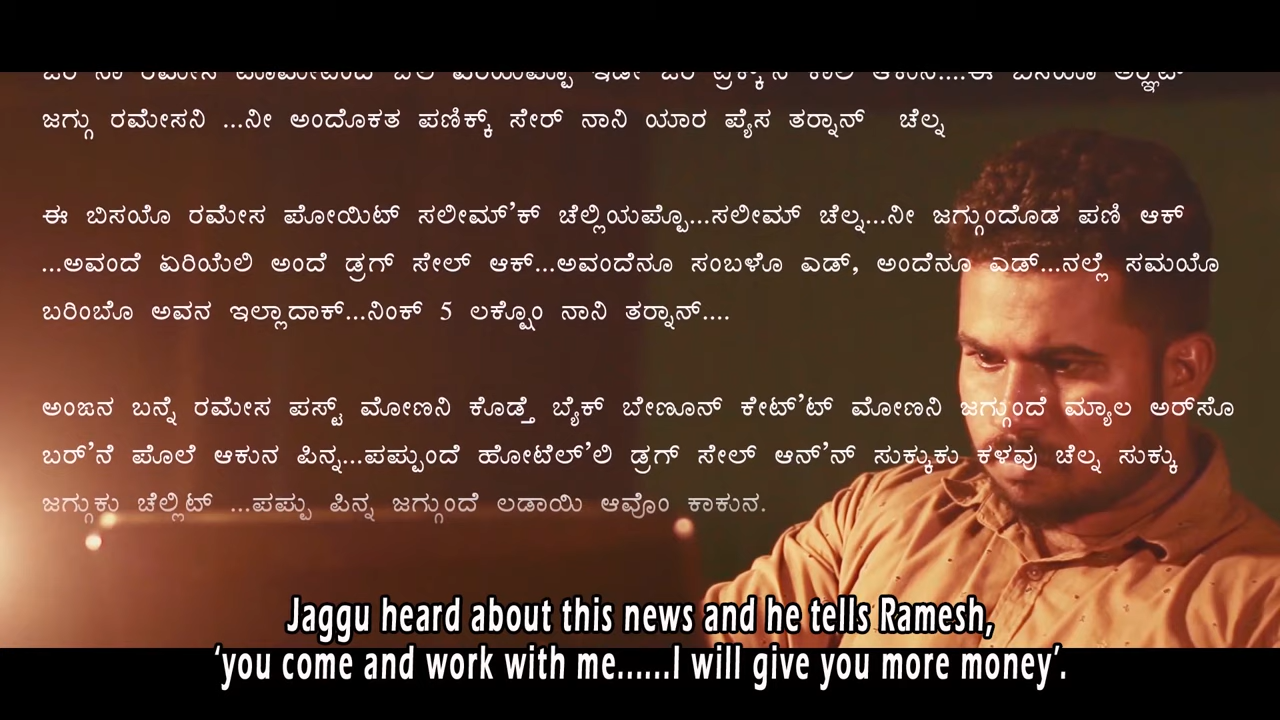 ಜಗ್ಗು ರಮೇಸನಿ ...ನೀ ಅಂದೊಕತ ಪಣಿಕ್ಕ್ ಸೇರ್ ನಾನಿ ಯಾರ ಪೈಸ ತರ‍್ನಾನ್ ಚೆಲ್ನ
ಈ ಬಿಸಯೊ ರಮೇಸ ಪೋಯಿಟ್ ಸಲೀಮ್'ಕ್ ಚೆಲ್ಲಿಯಪ್ಪೊ...ಸಲೀಮ್ ಚೆಲ್ನ...ನೀ ಜಗ್ಗುಂದೊಡ ಪಣಿ ಆಕ್
...ಅವಂದೆ ಏರಿಯೆಲಿ ಅಂದೆ ಡ್ರಗ್ ಸೇಲ್ ಆಕ್...ಅವಂದೆನೂ ಸಂಬಳೊ ಎಡ್, ಅಂದೆನೂ ಎಡ್...ನಲ್ಲೆ ಸಮಯೊ
ಬರಿಂಬೊ ಅವನ ಇಲ್ಲಾದಾಕ್...ನಿಂಕ್ 5 ಲಕ್ಷೊಂ ನಾನಿ ತರ‍್ನಾನ್....
ಅಂಙನ ಬನ್ನೆ ರಮೇಸ ಪಸ್ಟ್ ಮೋಣನಿ ಕೊಡ್ತೆ ಬೈಕ್ ಬೇಣೂನ್ ಕೇಟ್'ಟ್ ಮೋಣನಿ ಜಗ್ಗುಂದೆ ಮ್ಯಾಲ ಅರ್‌ಸೊ
ಬರ್'ನೆ ಪೊಲೆ ಆಕುನ ಪಿನ್ನ...ಪಪ್ಪುಂದೆ ಹೋಟೆಲ್'ಲಿ ಡ್ರಗ್ ಸೇಲ್ ಆನ್'ನ್ ಸುಕ್ಕುಕು ಕಳವು ಚೆಲ್ನ ಸುಕ್ಕು
ಜಗ್ಗುಕು ಚೆಲ್ಲಿಟ್ ...ಪಪ್ಪು ಪಿನ್ನ ಜಗ್ಗುಂದೆ ಲಡಾಯಿ ಆವೊಂ ಕಾಕುನ.
Jaggu heard about this news and he tells Ramesh,
'you come and work with me......I will give you more money'.